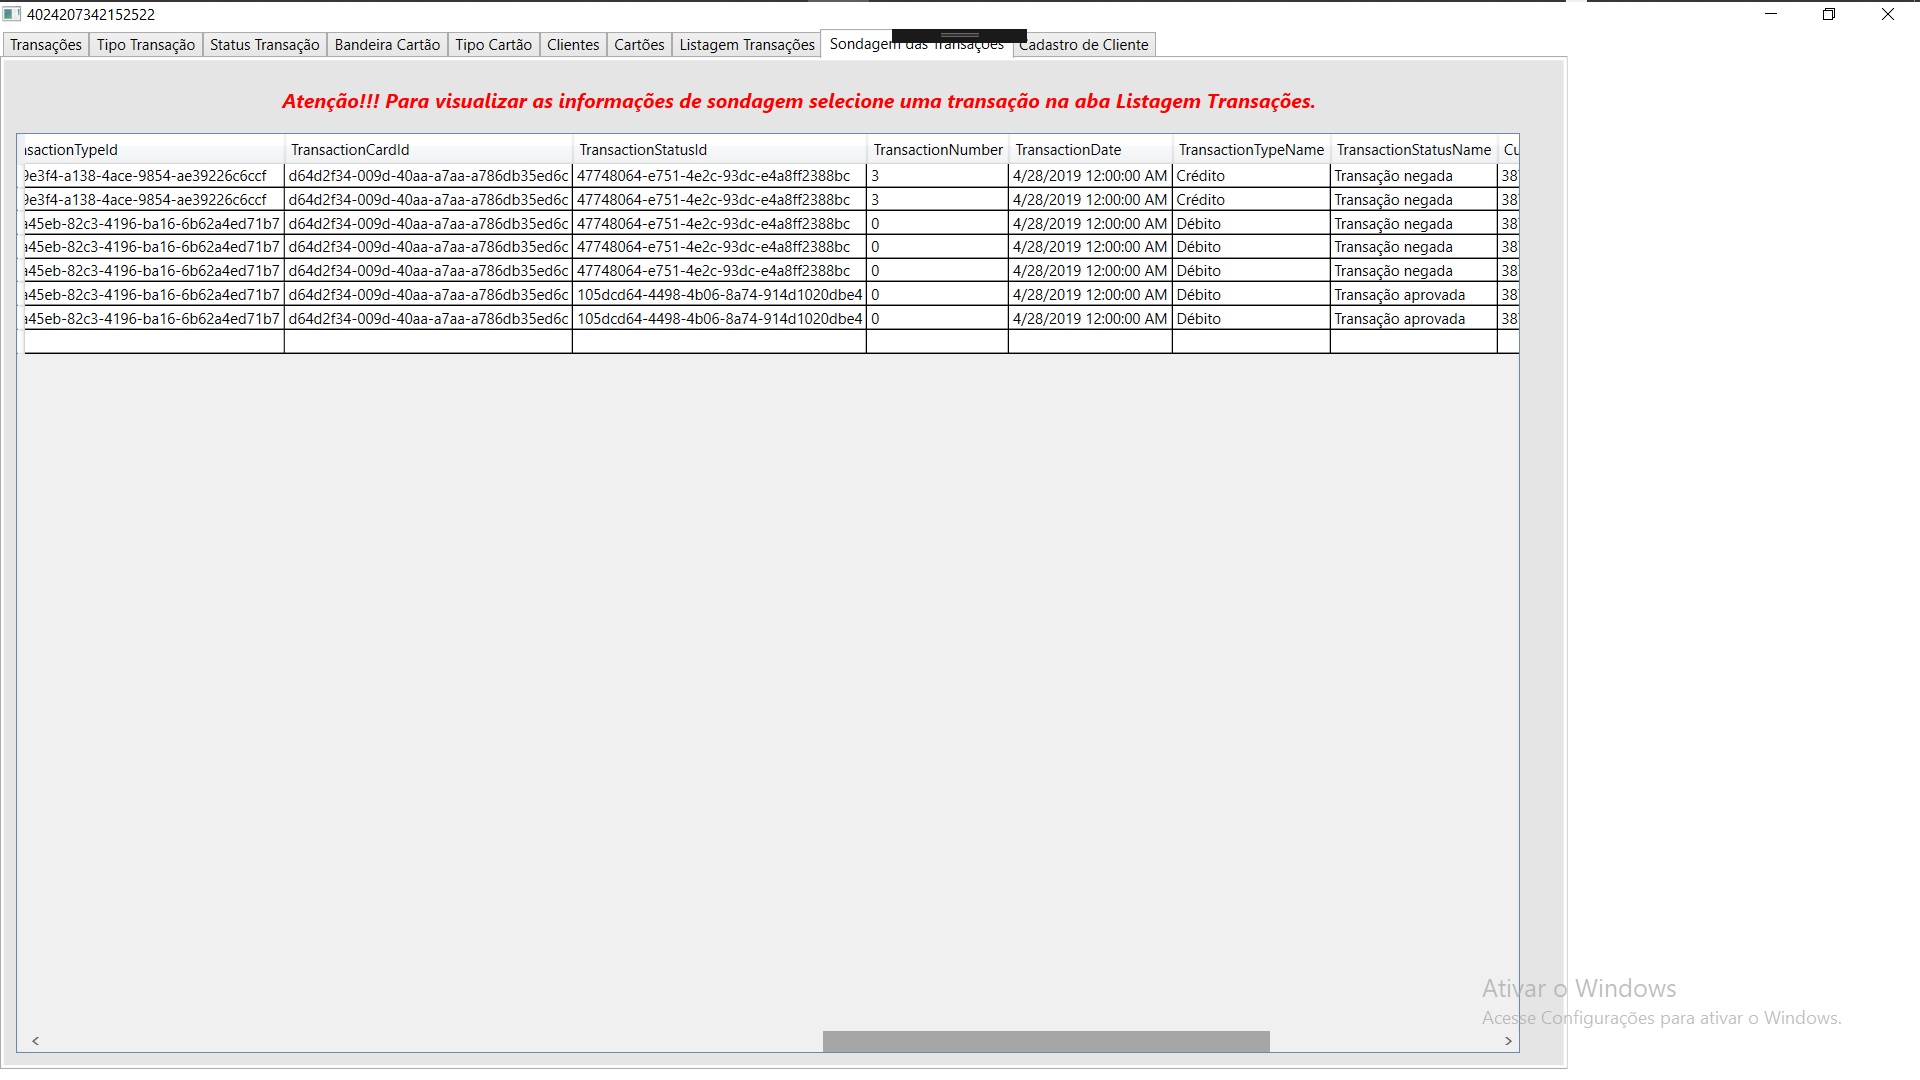 4024207342152522
Transações Tipo Transação Status Transação Bandeira Cartão Tipo Cartão Clientes Cartões Listagem Transações Sondagem das Transações Cadastro de Cliente
Atenção!!! Para visualizar as informações de sondagem selecione uma transação na aba Listagem Transações.
sactionTypeId TransactionCardId TransactionStatusId TransactionNumber TransactionDate TransactionTypeName TransactionStatusName Cu
9e3f4-a138-4ace-9854-ae39226c6ccf d64d2f34-009d-40aa-a7aa-a786db35ed6c 47748064-e751-4e2c-93dc-e4a8ff2388bc 3 4/28/2019 12:00:00 AM Crédito Transação negada 38
9e3f4-a138-4ace-9854-ae39226c6ccf d64d2f34-009d-40aa-a7aa-a786db35ed6c 47748064-e751-4e2c-93dc-e4a8ff2388bc 3 4/28/2019 12:00:00 AM Crédito Transação negada 38
a45eb-82c3-4196-ba16-6b62a4ed71b7 d64d2f34-009d-40aa-a7aa-a786db35ed6c 47748064-e751-4e2c-93dc-e4a8ff2388bc 0 4/28/2019 12:00:00 AM Débito Transação negada 38
a45eb-82c3-4196-ba16-6b62a4ed71b7 d64d2f34-009d-40aa-a7aa-a786db35ed6c 47748064-e751-4e2c-93dc-e4a8ff2388bc 0 4/28/2019 12:00:00 AM Débito Transação negada 38
a45eb-82c3-4196-ba16-6b62a4ed71b7 d64d2f34-009d-40aa-a7aa-a786db35ed6c 47748064-e751-4e2c-93dc-e4a8ff2388bc 0 4/28/2019 12:00:00 AM Débito Transação negada 38
a45eb-82c3-4196-ba16-6b62a4ed71b7 d64d2f34-009d-40aa-a7aa-a786db35ed6c 105dcd64-4498-4b06-8a74-914d1020dbe4 0 4/28/2019 12:00:00 AM Débito Transação aprovada 38
a45eb-82c3-4196-ba16-6b62a4ed71b7 d64d2f34-009d-40aa-a7aa-a786db35ed6c 105dcd64-4498-4b06-8a74-914d1020dbe4 0 4/28/2019 12:00:00 AM Débito Transação aprovada 38
Ativar o Windows
Acesse Configurações para ativar o Windows.